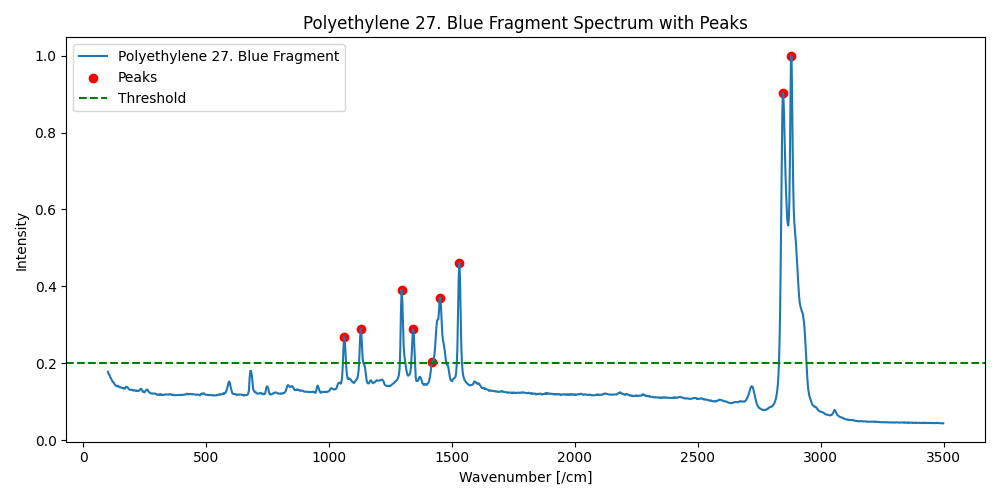 Polyethylene 27. Blue Fragment Spectrum with Peaks
Polyethylene 27. Blue Fragment
Peaks
Threshold
Intensity
1.0
0.8
0.6
0.4
0.2
0.0
0 500 1000 1500 2000 2500 3000 3500
Wavenumber [/cm]